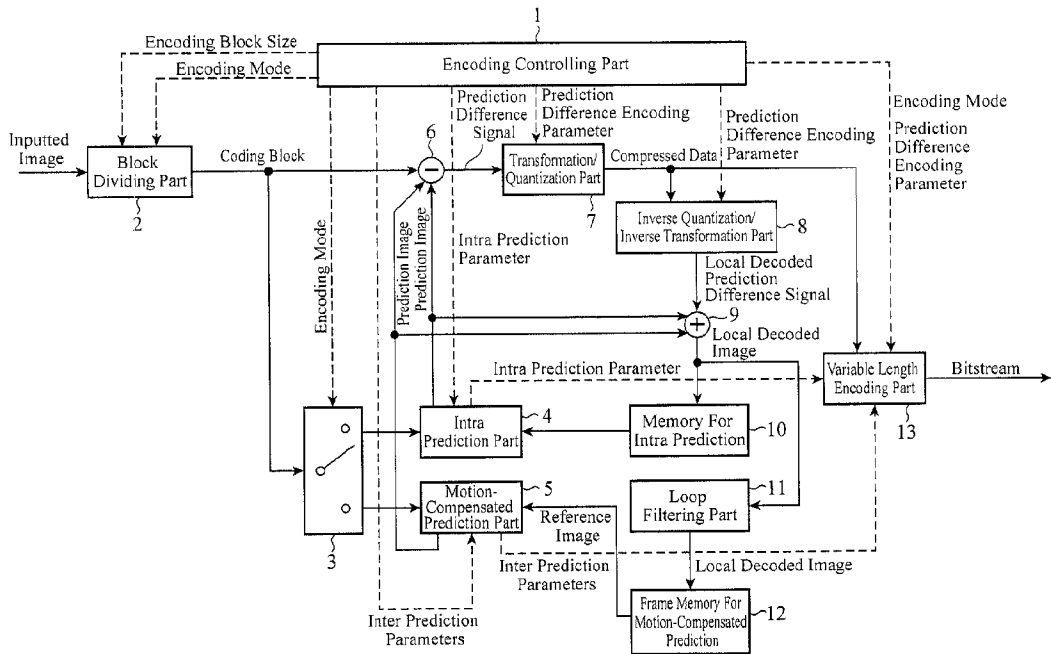 1
Encoding Block Size
Encoding Mode
Encoding Controlling Part
Prediction
Difference
Signal
Prediction
Difference Encoding
Parameter
Prediction
Difference Encoding
Parameter
Encoding Mode
Prediction
Difference
Encoding
Parameter
Inputted
Image
Block
Dividing Part
2
Coding Block
6
Transformation/
Quantization Part
7
Compressed Data
Inverse Quantization/
Inverse Transformation Part
8
Encoding Mode
Prediction Image
Prediction Image
Intra Prediction
Parameter
Local Decoded
Prediction
Difference Signal
9
Local Decoded
Image
Intra Prediction Parameter
Variable Length
Encoding Part
13
Bitstream
3
Intra
Prediction Part
4
Memory For
Intra Prediction
10
Motion-
Compensated
Prediction Part
5
Reference
Image
Loop
Filtering Part
11
Inter Prediction
Parameters
Local Decoded Image
Inter Prediction
Parameters
Frame Memory For
Motion-Compensated
Prediction
12